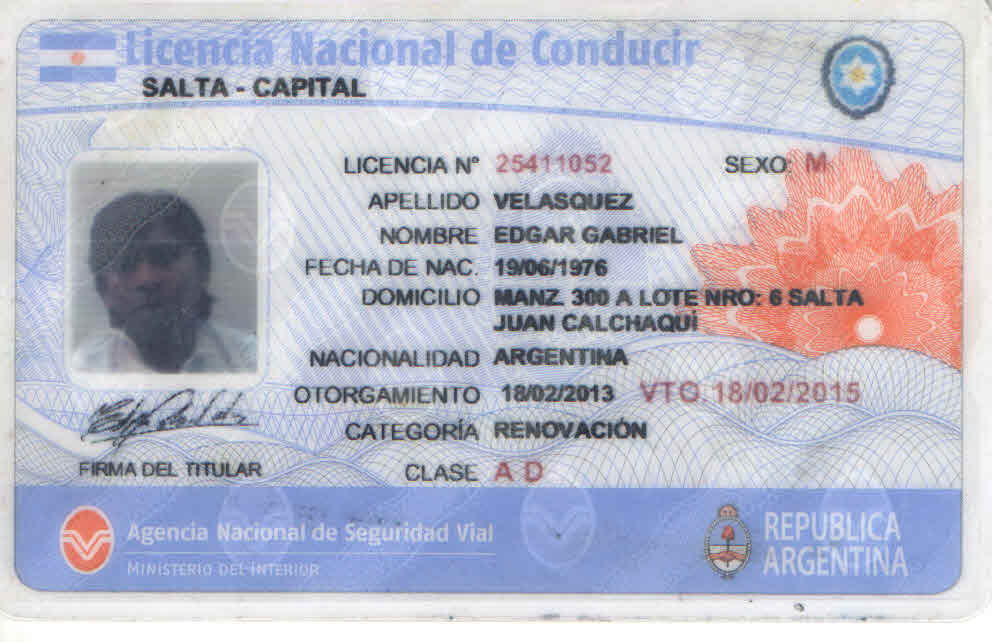 Licencia Nacional de Conducir
SALTA - CAPITAL
LICENCIA Nº 25411052 SEXO: M
APELLIDO VELASQUEZ
NOMBRE EDGAR GABRIEL
FECHA DE NAC. 19/06/1976
DOMICILIO MANZ. 300 A LOTE NRO: 6 SALTA
JUAN CALCHAQUÍ
NACIONALIDAD ARGENTINA
OTORGAMIENTO 18/02/2013 VTO. 18/02/2015
CATEGORÍA RENOVACIÓN
FIRMA DEL TITULAR CLASE A D
Agencia Nacional de Seguridad Vial
MINISTERIO DEL INTERIOR
REPUBLICA
ARGENTINA